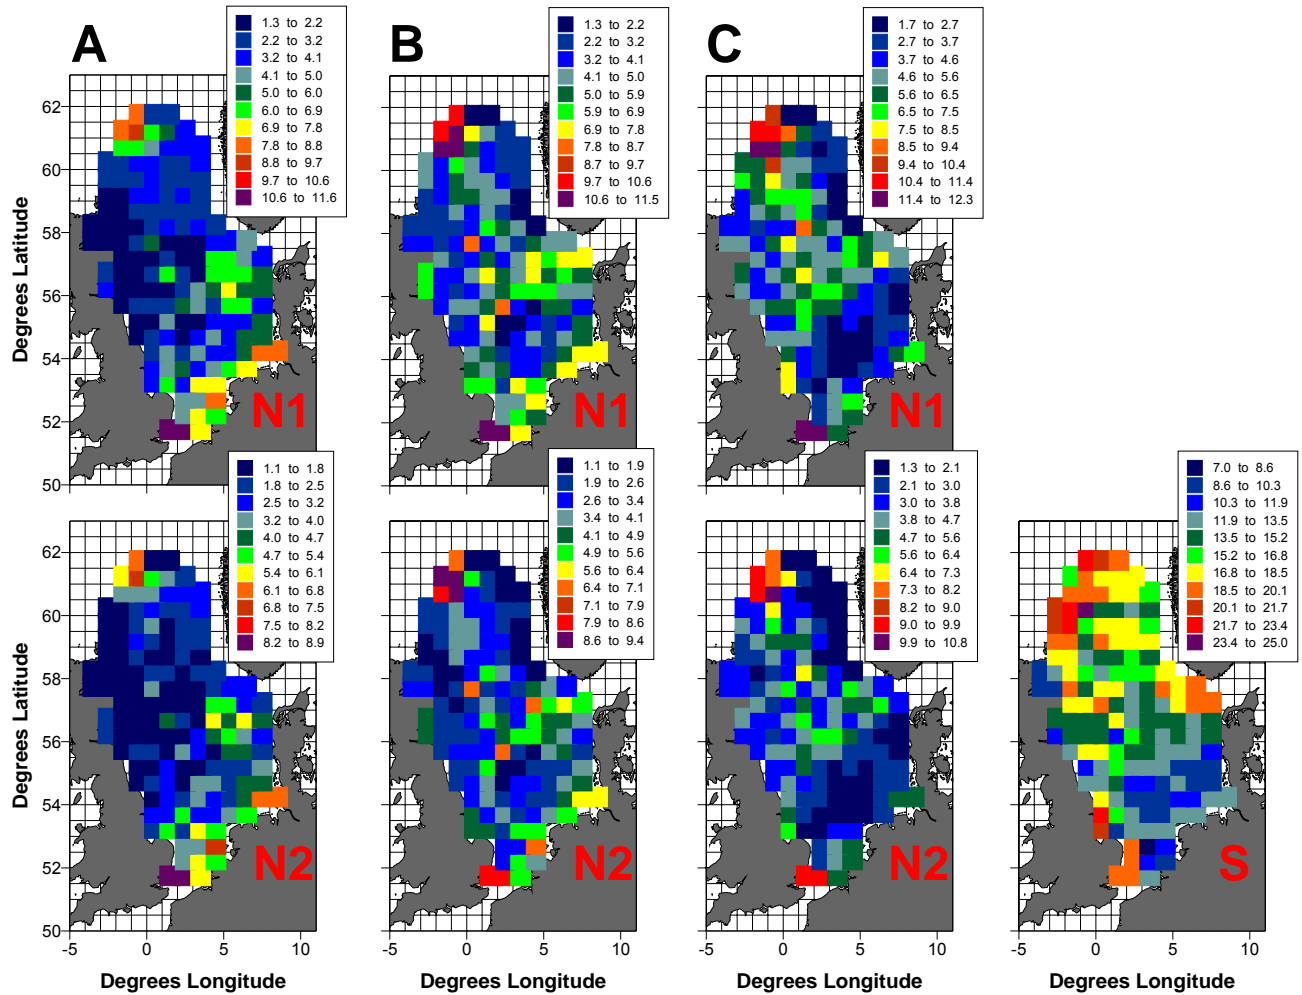 A
B
C
1.3 to 2.2
2.2 to 3.2
3.2 to 4.1
4.1 to 5.0
5.0 to 6.0
6.0 to 6.9
6.9 to 7.8
7.8 to 8.8
8.8 to 9.7
9.7 to 10.6
10.6 to 11.6
1.3 to 2.2
2.2 to 3.2
3.2 to 4.1
4.1 to 5.0
5.0 to 5.9
5.9 to 6.9
6.9 to 7.8
7.8 to 8.7
8.7 to 9.7
9.7 to 10.6
10.6 to 11.5
1.7 to 2.7
2.7 to 3.7
3.7 to 4.6
4.6 to 5.6
5.6 to 6.5
6.5 to 7.5
7.5 to 8.5
8.5 to 9.4
9.4 to 10.4
10.4 to 11.4
11.4 to 12.3
62
60
58
56
54
52
50
Degrees Latitude
N1
N1
N1
1.1 to 1.8
1.8 to 2.5
2.5 to 3.2
3.2 to 4.0
4.0 to 4.7
4.7 to 5.4
5.4 to 6.1
6.1 to 6.8
6.8 to 7.5
7.5 to 8.2
8.2 to 8.9
1.1 to 1.9
1.9 to 2.6
2.6 to 3.4
3.4 to 4.1
4.1 to 4.9
4.9 to 5.6
5.6 to 6.4
6.4 to 7.1
7.1 to 7.9
7.9 to 8.6
8.6 to 9.4
1.3 to 2.1
2.1 to 3.0
3.0 to 3.8
3.8 to 4.7
4.7 to 5.6
5.6 to 6.4
6.4 to 7.3
7.3 to 8.2
8.2 to 9.0
9.0 to 9.9
9.9 to 10.8
7.0 to 8.6
8.6 to 10.3
10.3 to 11.9
11.9 to 13.5
13.5 to 15.2
15.2 to 16.8
16.8 to 18.5
18.5 to 20.1
20.1 to 21.7
21.7 to 23.4
23.4 to 25.0
62
60
58
56
54
52
50
Degrees Latitude
N2
N2
N2
S
-5 0 5 10
-5 0 5 10
-5 0 5 10
-5 0 5 10
Degrees Longitude
Degrees Longitude
Degrees Longitude
Degrees Longitude